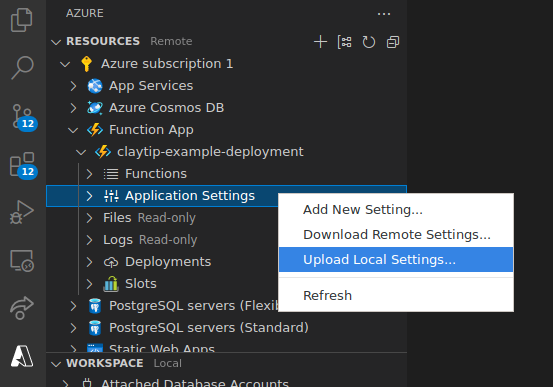 AZURE
RESOURCES Remote
Azure subscription 1
App Services
Azure Cosmos DB
Function App
claytip-example-deployment
12
Functions
12
Application Settings
Add New Setting...
Files Read-only
Download Remote Settings...
Logs Read-only
Upload Local Settings...
Deployments
Slots
Refresh
PostgreSQL servers (Flexib
PostgreSQL servers (Standard)
Static Web Apps
WORKSPACE Local
Attached Database Accounts